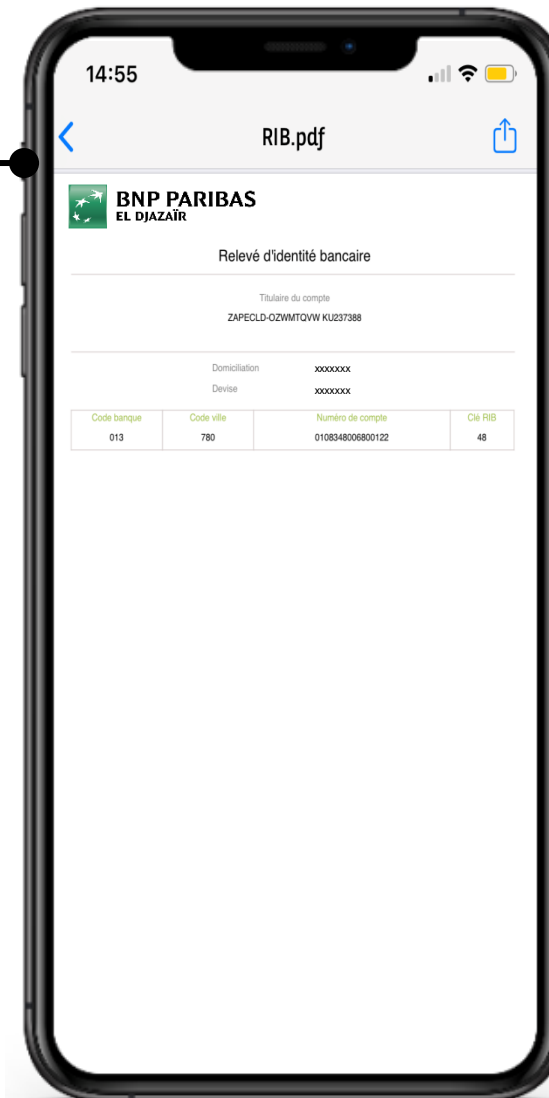 14:55
RIB.pdf
BNP PARIBAS
EL DJAZAÏR
Relevé d'identité bancaire
Titulaire du compte
ZAPECLD-OZWMTQVW KU237388
Domiciliation xxxxxxx
Devise xxxxxxx
Code banque Code ville Numéro de compte Clé RIB
013 780 0108348006800122 48